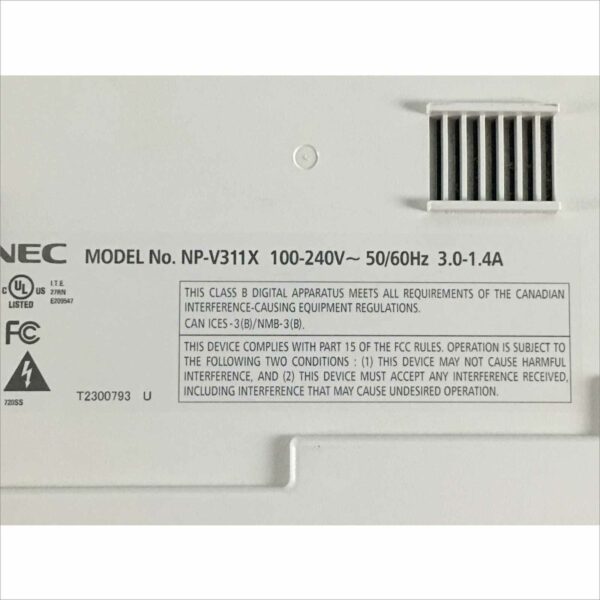 NEC MODEL No. NP-V311X 100-240V~ 50/60Hz 3.0-1.4A
C UL US
LISTED
I.T.E.
27RN
E209547
THIS CLASS B DIGITAL APPARATUS MEETS ALL REQUIREMENTS OF THE CANADIAN
INTERFERENCE-CAUSING EQUIPMENT REGULATIONS.
CAN ICES-3(B)/NMB-3(B).
FC
THIS DEVICE COMPLIES WITH PART 15 OF THE FCC RULES. OPERATION IS SUBJECT TO
THE FOLLOWING TWO CONDITIONS : (1) THIS DEVICE MAY NOT CAUSE HARMFUL
INTERFERENCE, AND (2) THIS DEVICE MUST ACCEPT ANY INTERFERENCE RECEIVED,
INCLUDING INTERFERENCE THAT MAY CAUSE UNDESIRED OPERATION.
720SS
T2300793 U